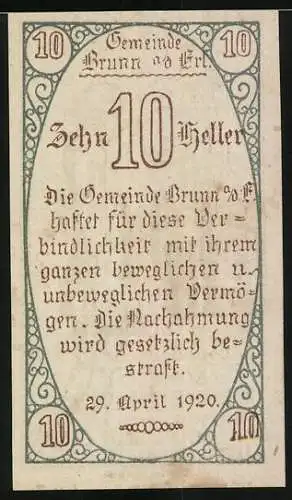 10 Gemeinde 10
Brunn a/d Erl.
Zehn 10 Heller
Die Gemeinde Brunn a/d E.
haftet für diese Ver=
bindlichkeit mit ihrem
ganzen beweglichen u.
unbeweglichen Vermö=
gen. Die Nachahmung
wird gesetzlich be=
straft.
29. April 1920.
10 10